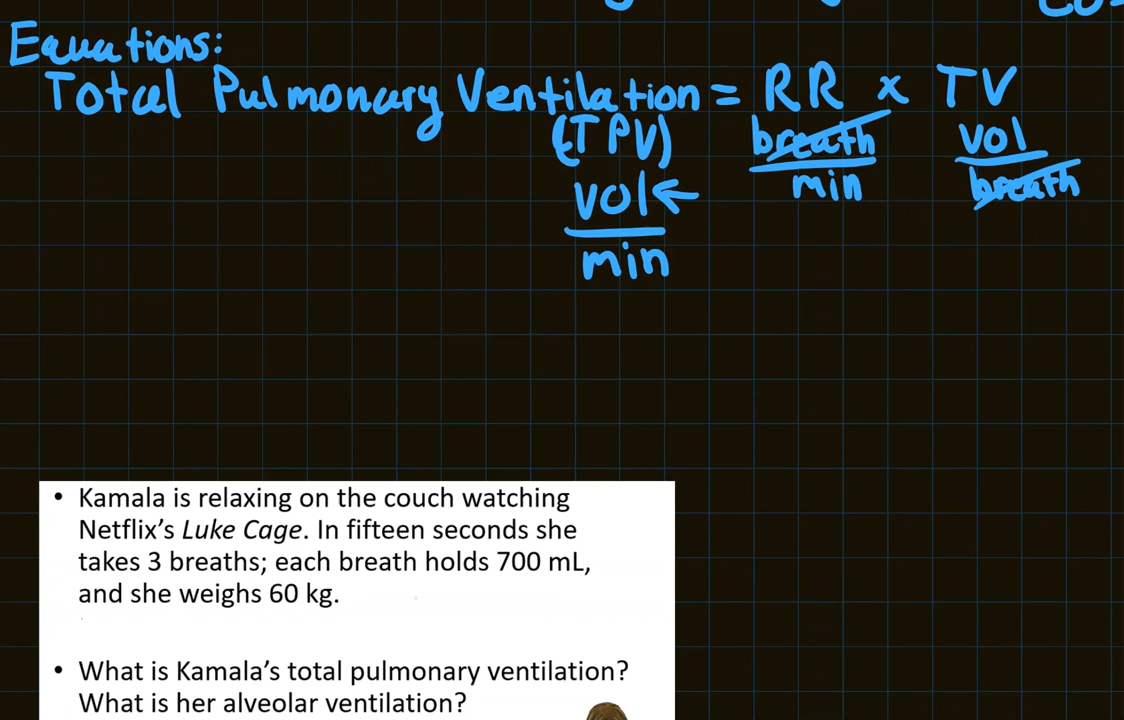 Equations:
Total Pulmonary Ventilation = RR x TV
(TPV) breath vol
vol← min breath
min
• Kamala is relaxing on the couch watching
Netflix's Luke Cage. In fifteen seconds she
takes 3 breaths; each breath holds 700 mL,
and she weighs 60 kg.
• What is Kamala's total pulmonary ventilation?
What is her alveolar ventilation?